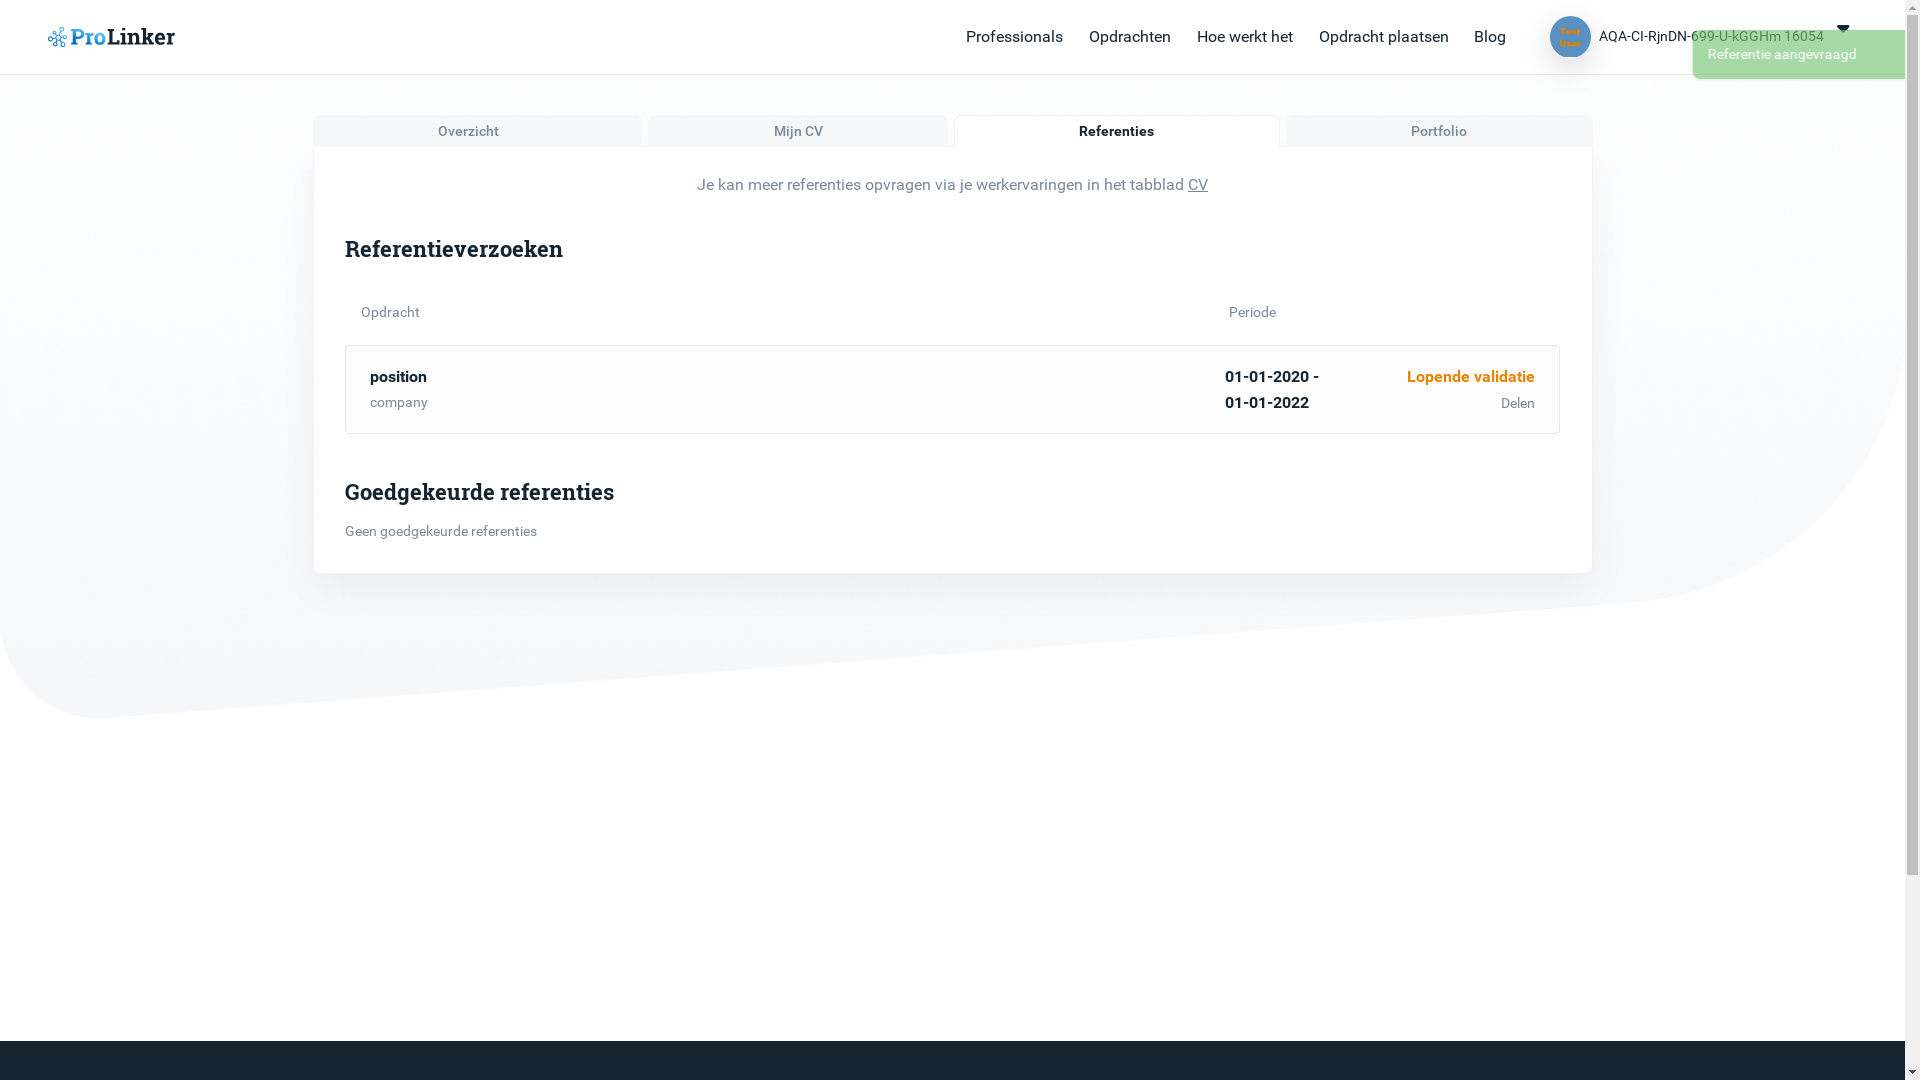 ProLinker
Professionals
Opdrachten
Hoe werkt het
Opdracht plaatsen
Blog
Test
User
AQA-CI-RjnDN-699-U-kGGHm 16054
Referentie aangevraagd
Overzicht
Mijn CV
Referenties
Portfolio
Je kan meer referenties opvragen via je werkervaringen in het tabblad CV
Referentieverzoeken
Opdracht
Periode
position
company
01-01-2020 -
01-01-2022
Lopende validatie
Delen
Goedgekeurde referenties
Geen goedgekeurde referenties